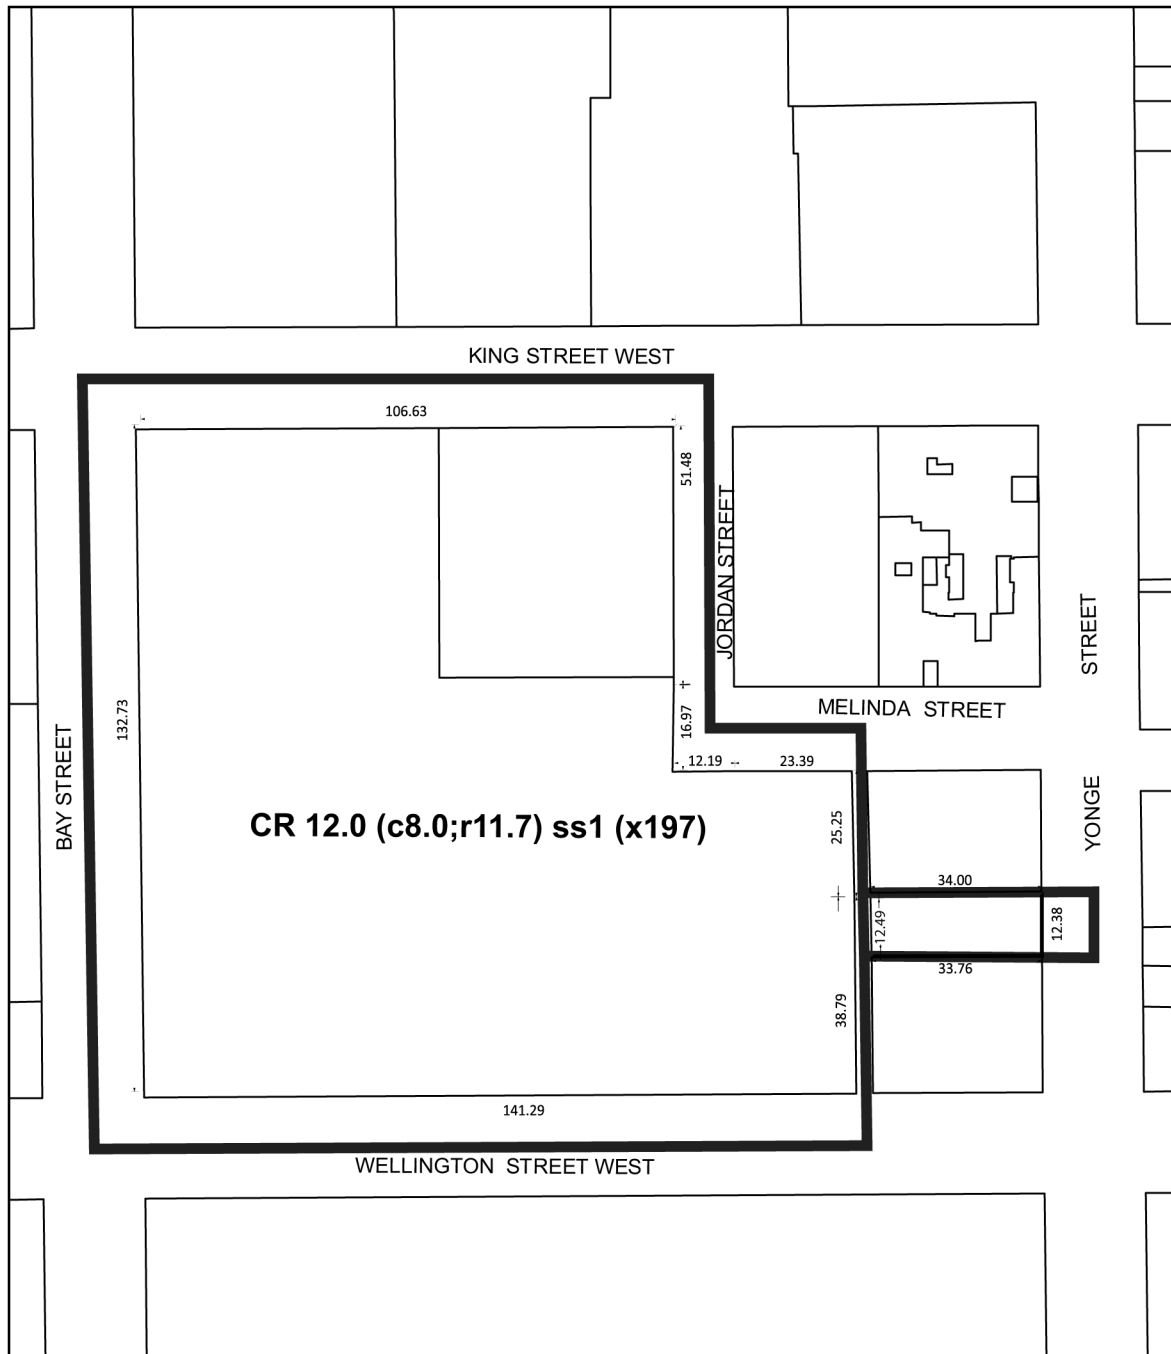 KING STREET WEST
106.63
51.48
JORDAN STREET
STREET
132.73
16.97
MELINDA STREET
BAY STREET
12.19
23.39
YONGE
CR 12.0 (c8.0;r11.7) ss1 (x197)
25.25
34.00
12.49
12.38
33.76
38.79
141.29
WELLINGTON STREET WEST